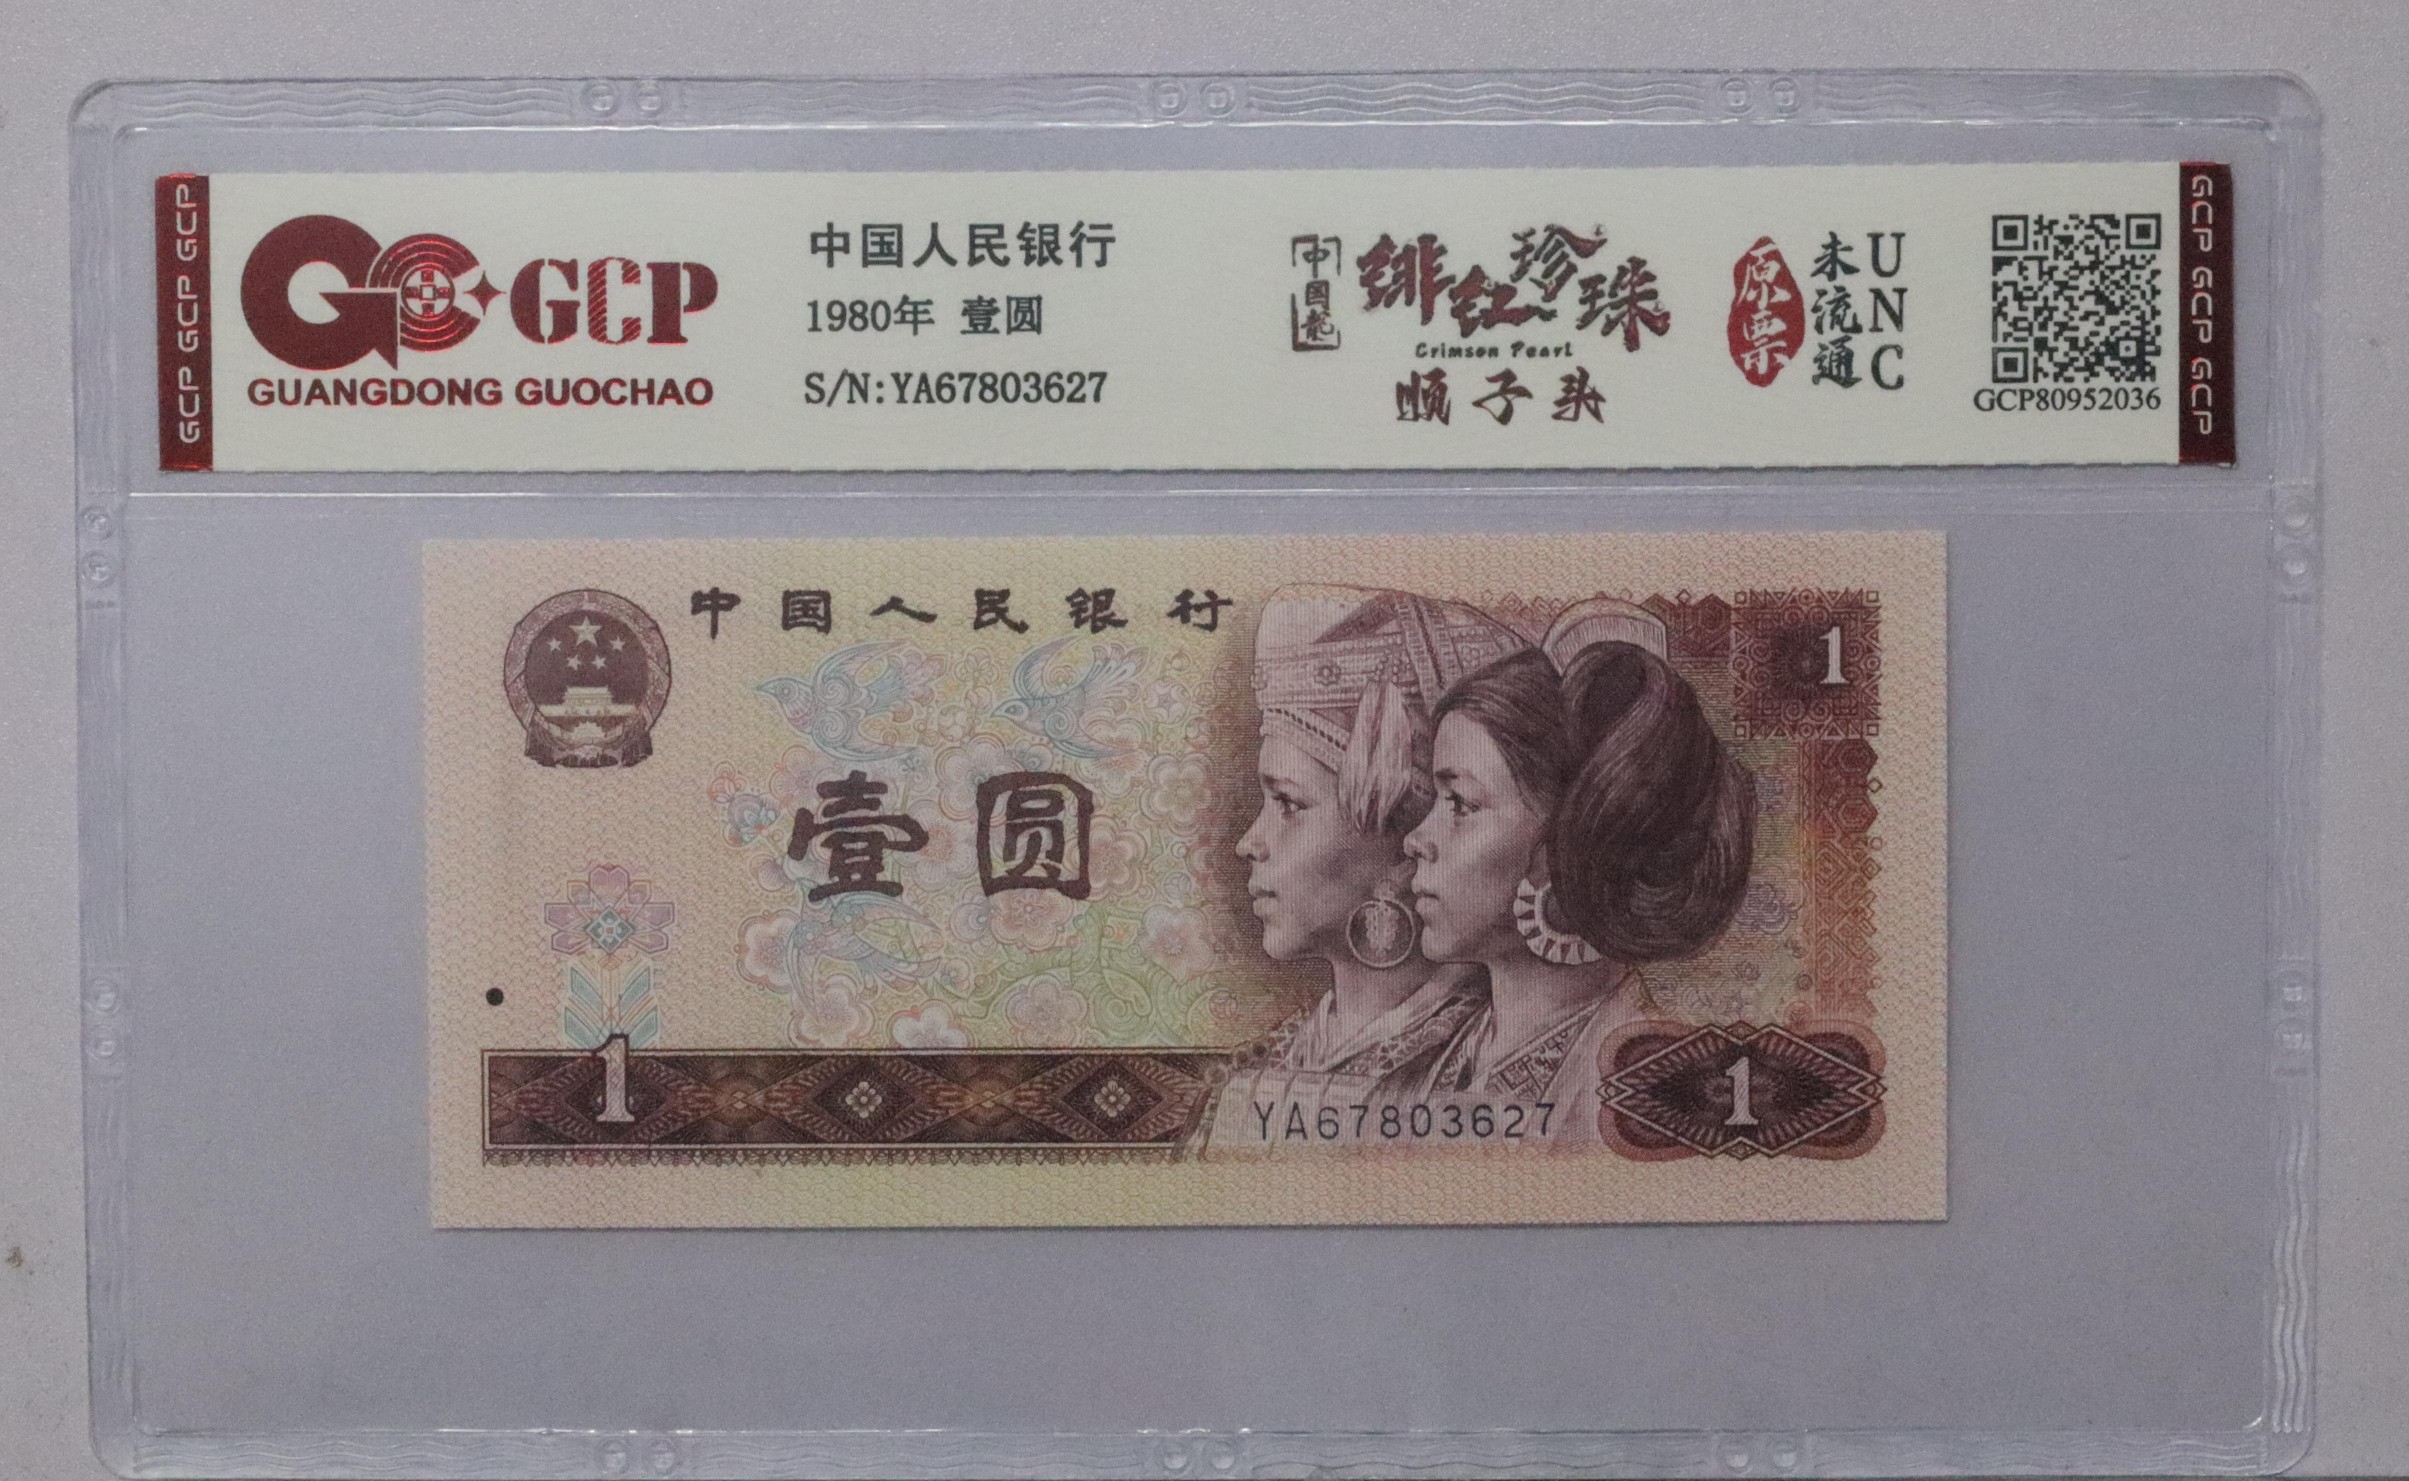 GCP GCP GCP
GCP
GUANGDONG GUOCHAO
中国人民银行
1980年 壹圆
S/N:YA67803627
中国龙
绯红珍珠
Crimson Pearl
顺子头
原票
未流通
UNC
GCP80952036
GCP GCP GCP
中国人民银行
1
壹圆
1
YA67803627
1